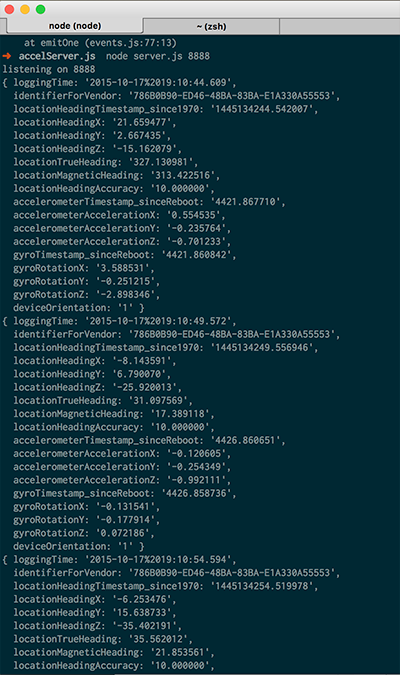 node (node)
~ (zsh)
at emitOne (events.js:77:13)
➜ accelServer.js node server.js 8888
listening on 8888
{ loggingTime: '2015-10-17%2019:10:44.609',
identifierForVendor: '786B0B90-ED46-48BA-83BA-E1A330A55553',
locationHeadingTimestamp_since1970: '1445134244.542007',
locationHeadingX: '21.659477',
locationHeadingY: '2.667435',
locationHeadingZ: '-15.162079',
locationTrueHeading: '327.130981',
locationMagneticHeading: '313.422516',
locationHeadingAccuracy: '10.000000',
accelerometerTimestamp_sinceReboot: '4421.867710',
accelerometerAccelerationX: '0.554535',
accelerometerAccelerationY: '-0.235764',
accelerometerAccelerationZ: '-0.701233',
gyroTimestamp_sinceReboot: '4421.860842',
gyroRotationX: '3.588531',
gyroRotationY: '-0.251215',
gyroRotationZ: '-2.898346',
deviceOrientation: '1' }
{ loggingTime: '2015-10-17%2019:10:49.572',
identifierForVendor: '786B0B90-ED46-48BA-83BA-E1A330A55553',
locationHeadingTimestamp_since1970: '1445134249.556946',
locationHeadingX: '-8.143591',
locationHeadingY: '6.790070',
locationHeadingZ: '-25.920013',
locationTrueHeading: '31.097569',
locationMagneticHeading: '17.389118',
locationHeadingAccuracy: '10.000000',
accelerometerTimestamp_sinceReboot: '4426.860651',
accelerometerAccelerationX: '-0.120605',
accelerometerAccelerationY: '-0.254349',
accelerometerAccelerationZ: '-0.992111',
gyroTimestamp_sinceReboot: '4426.858736',
gyroRotationX: '-0.131541',
gyroRotationY: '-0.177914',
gyroRotationZ: '0.072186',
deviceOrientation: '1' }
{ loggingTime: '2015-10-17%2019:10:54.594',
identifierForVendor: '786B0B90-ED46-48BA-83BA-E1A330A55553',
locationHeadingTimestamp_since1970: '1445134254.519978',
locationHeadingX: '-6.253476',
locationHeadingY: '15.638733',
locationHeadingZ: '-35.402191',
locationTrueHeading: '35.562012',
locationMagneticHeading: '21.853561',
locationHeadingAccuracy: '10.000000',